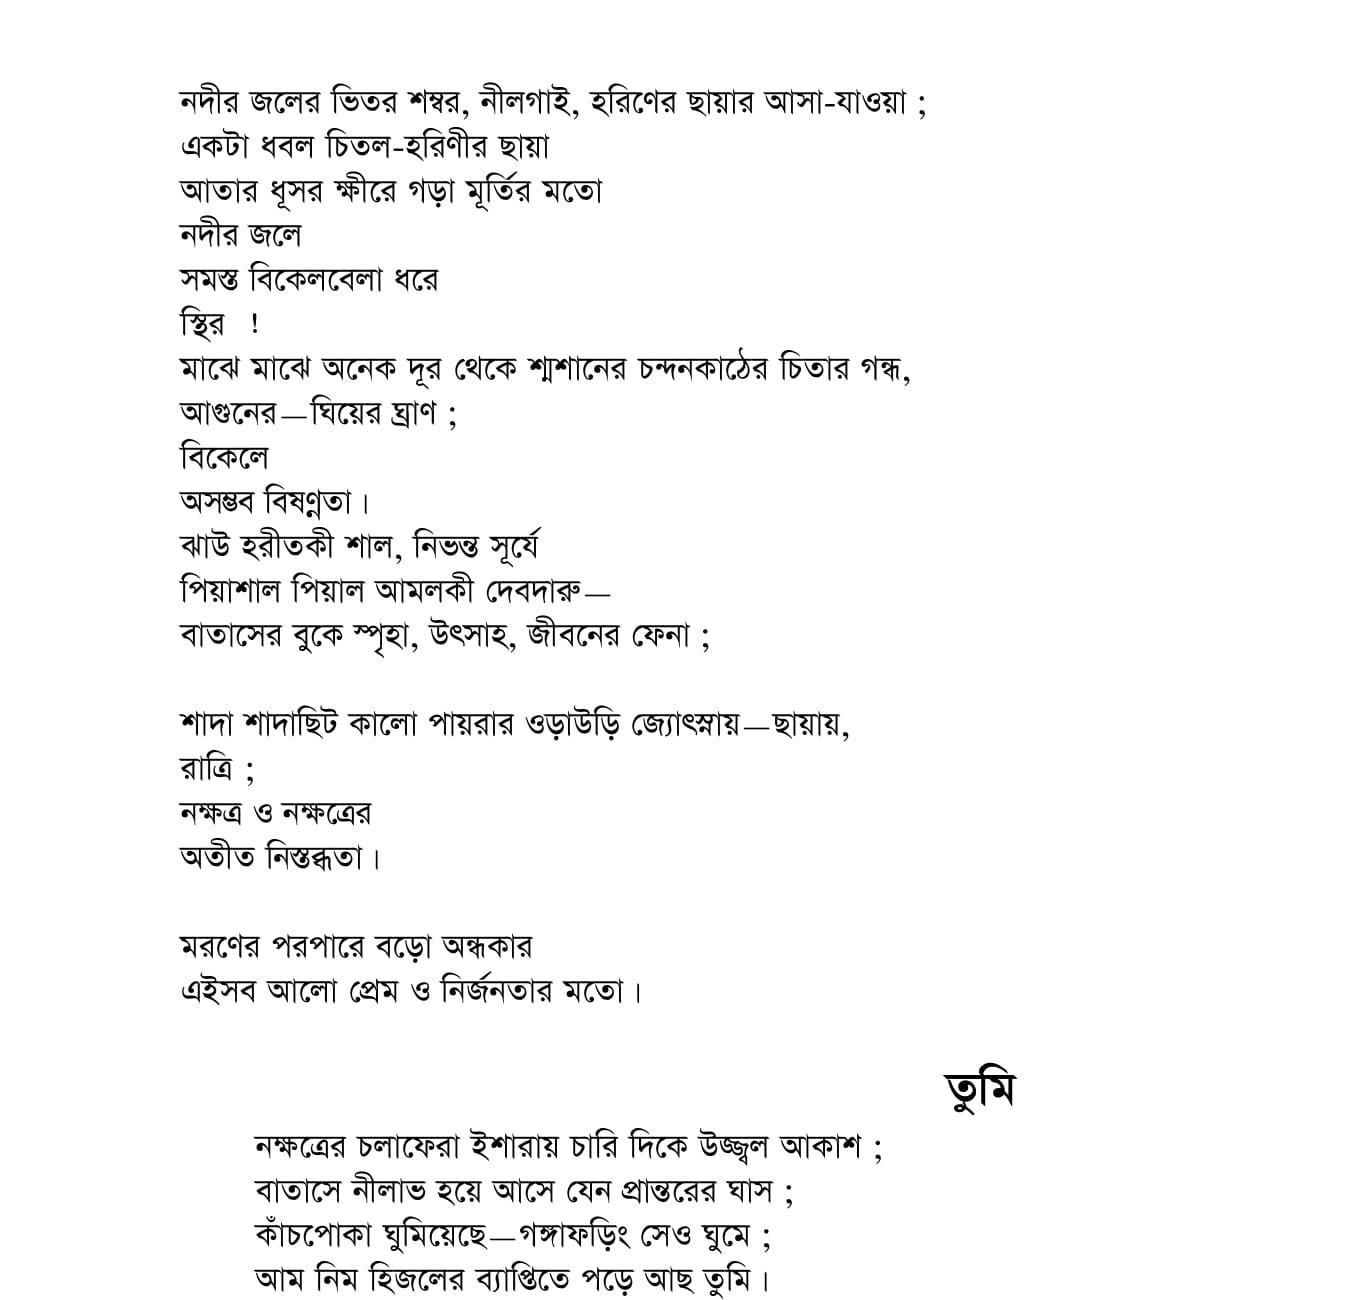 নদীর জলের ভিতর শম্বর, নীলগাই, হরিণের ছায়ার আসা-যাওয়া ;
একটা ধবল চিতল-হরিণীর ছায়া
আতার ধূসর ক্ষীরে গড়া মূর্তির মতো
নদীর জলে
সমস্ত বিকেলবেলা ধরে
স্থির !
মাঝে মাঝে অনেক দূর থেকে শ্মশানের চন্দনকাঠের চিতার গন্ধ,
আগুনের—ঘিয়ের ঘ্রাণ ;
বিকেলে
অসম্ভব বিষণ্নতা।
ঝাউ হরীতকী শাল, নিভন্ত সূর্যে
পিয়াশাল পিয়াল আমলকী দেবদারু—
বাতাসের বুকে স্পৃহা, উৎসাহ, জীবনের ফেনা ;
শাদা শাদাছিট কালো পায়রার ওড়াউড়ি জ্যোৎস্নায়—ছায়ায়,
রাত্রি ;
নক্ষত্র ও নক্ষত্রের
অতীত নিস্তব্ধতা।
মরণের পরপারে বড়ো অন্ধকার
এইসব আলো প্রেম ও নির্জনতার মতো।
তুমি
নক্ষত্রের চলাফেরা ইশারায় চারি দিকে উজ্জ্বল আকাশ ;
বাতাসে নীলাভ হয়ে আসে যেন প্রান্তরের ঘাস ;
কাঁচপোকা ঘুমিয়েছে—গঙ্গাফড়িং সেও ঘুমে ;
আম নিম হিজলের ব্যাপ্তিতে পড়ে আছ তুমি।